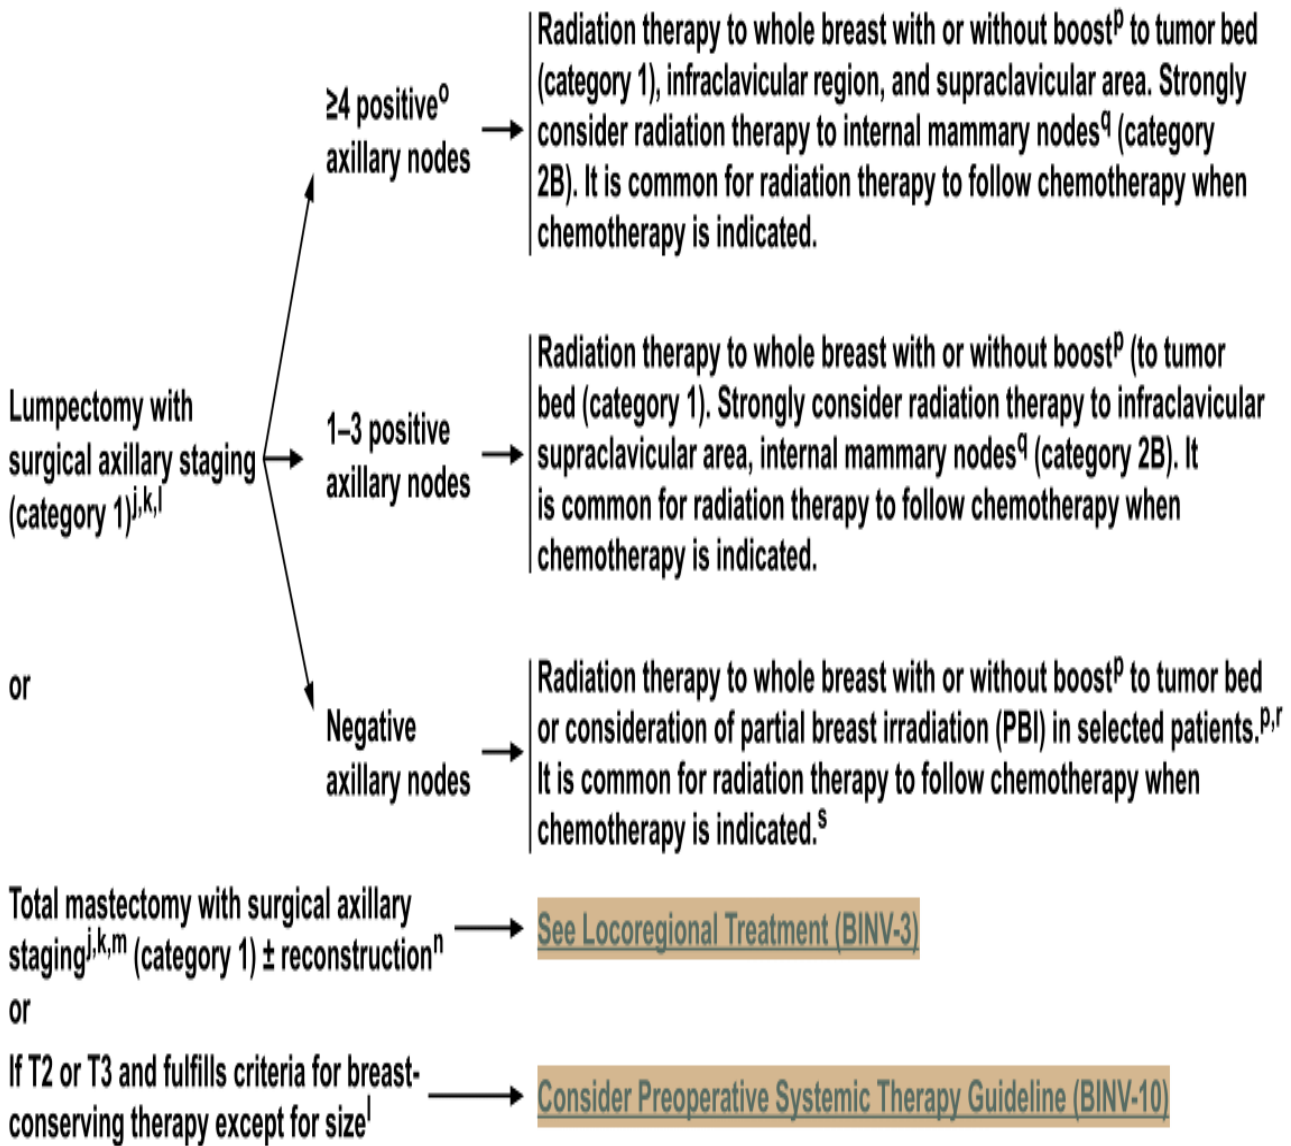 Lumpectomy with
surgical axillary staging
(category 1)j,k,l
≥4 positiveo
axillary nodes
Radiation therapy to whole breast with or without boostp to tumor bed
(category 1), infraclavicular region, and supraclavicular area. Strongly
consider radiation therapy to internal mammary nodesq (category
2B). It is common for radiation therapy to follow chemotherapy when
chemotherapy is indicated.
1–3 positive
axillary nodes
Radiation therapy to whole breast with or without boostp (to tumor
bed (category 1). Strongly consider radiation therapy to infraclavicular
supraclavicular area, internal mammary nodesq (category 2B). It
is common for radiation therapy to follow chemotherapy when
chemotherapy is indicated.
Negative
axillary nodes
Radiation therapy to whole breast with or without boostp to tumor bed
or consideration of partial breast irradiation (PBI) in selected patients.p,r
It is common for radiation therapy to follow chemotherapy when
chemotherapy is indicated.s
or
Total mastectomy with surgical axillary
stagingj,k,m (category 1) ± reconstructionn
See Locoregional Treatment (BINV-3)
or
If T2 or T3 and fulfills criteria for breast-
conserving therapy except for sizel
Consider Preoperative Systemic Therapy Guideline (BINV-10)